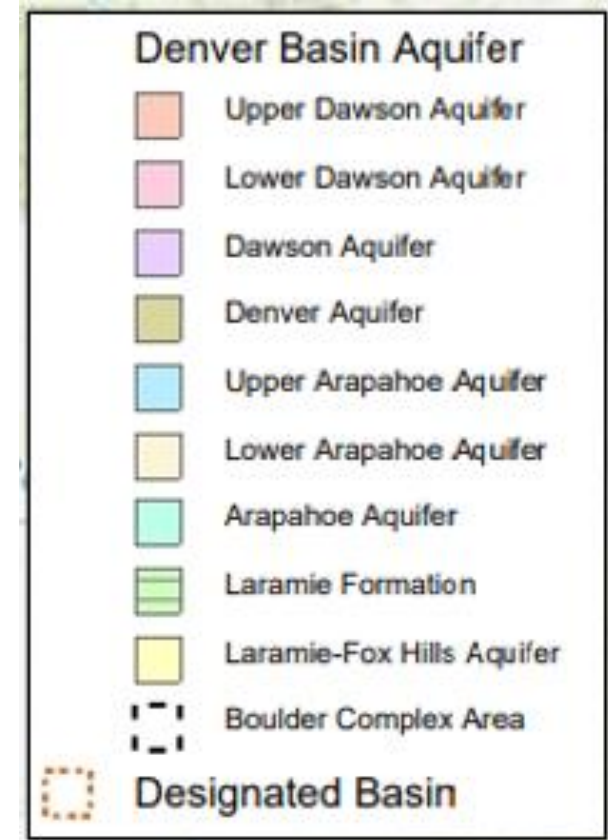 Denver Basin Aquifer
Upper Dawson Aquifer
Lower Dawson Aquifer
Dawson Aquifer
Denver Aquifer
Upper Arapahoe Aquifer
Lower Arapahoe Aquifer
Arapahoe Aquifer
Laramie Formation
Laramie-Fox Hills Aquifer
Boulder Complex Area
Designated Basin